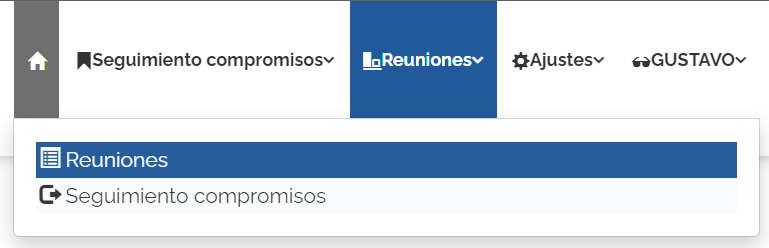 Seguimiento compromisos Reuniones Ajustes GUSTAVO
Reuniones
Seguimiento compromisos